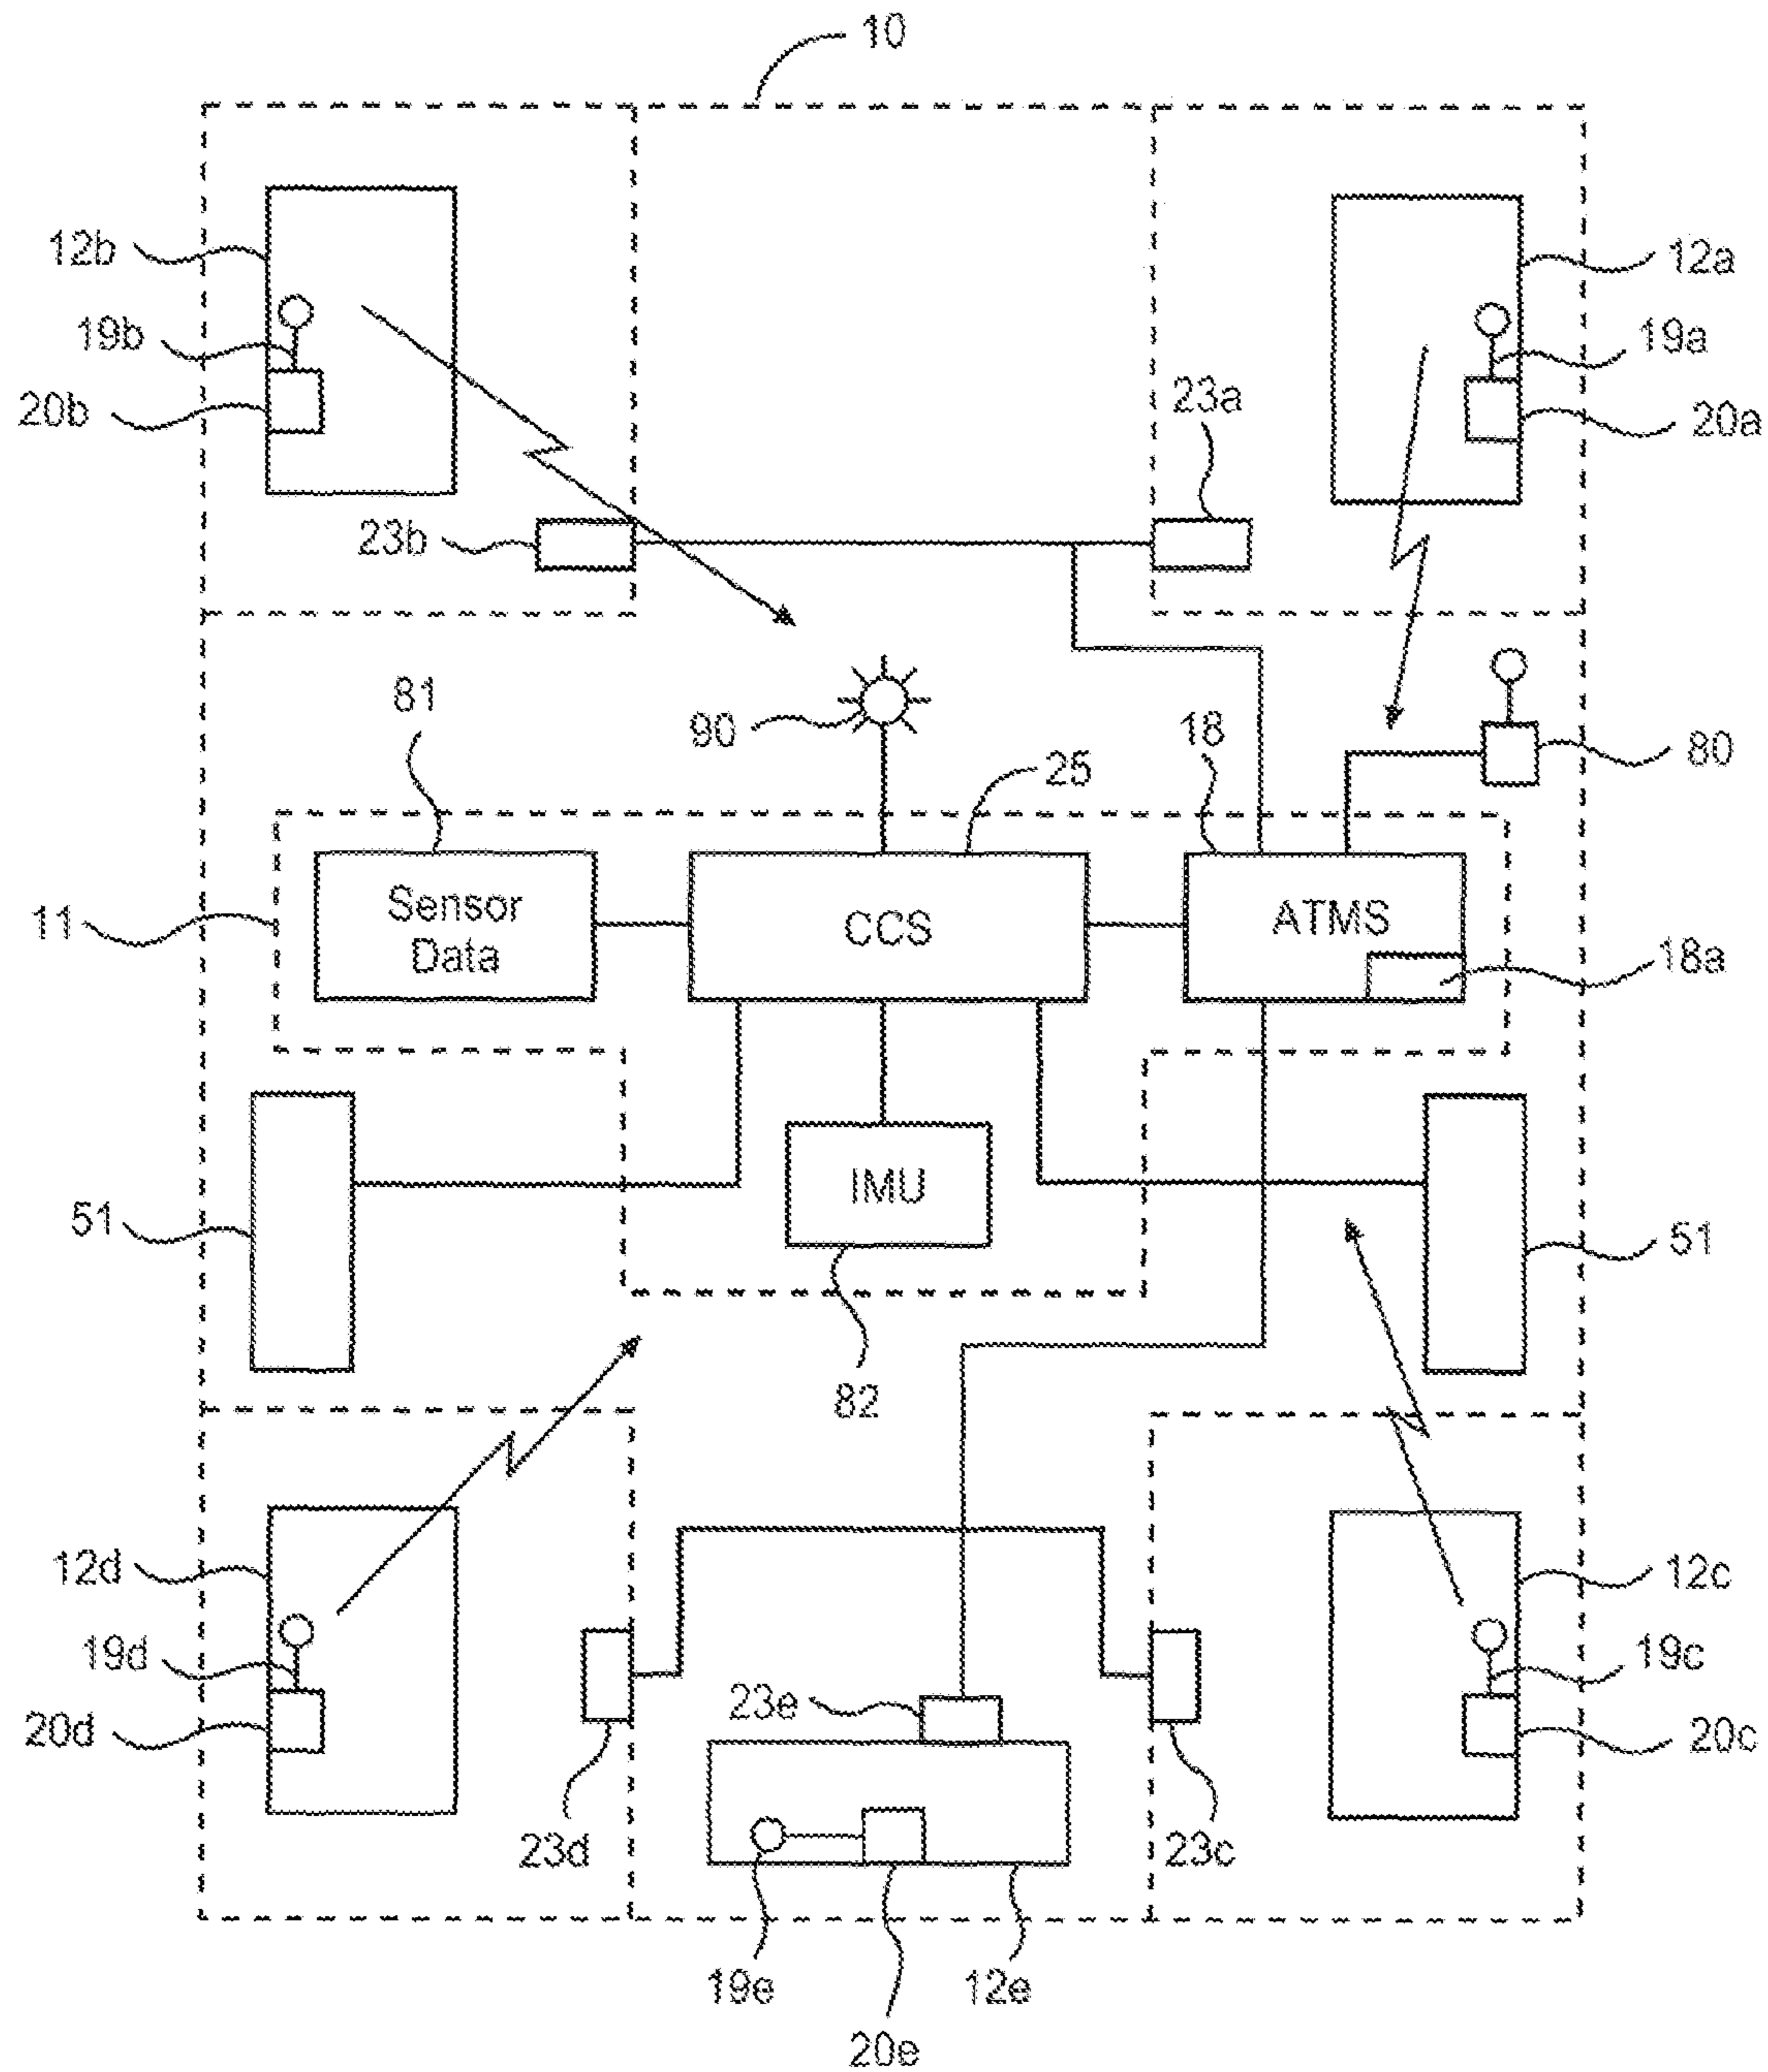 10
12b
12a
19b
19a
20b
23a
20a
23b
81
90
18
80
25
Sensor
Data
CCS
ATMS
11
18a
51
IMU
51
82
12d
12c
19d
19c
23e
20d
20c
23d
23c
19e
12e
20e